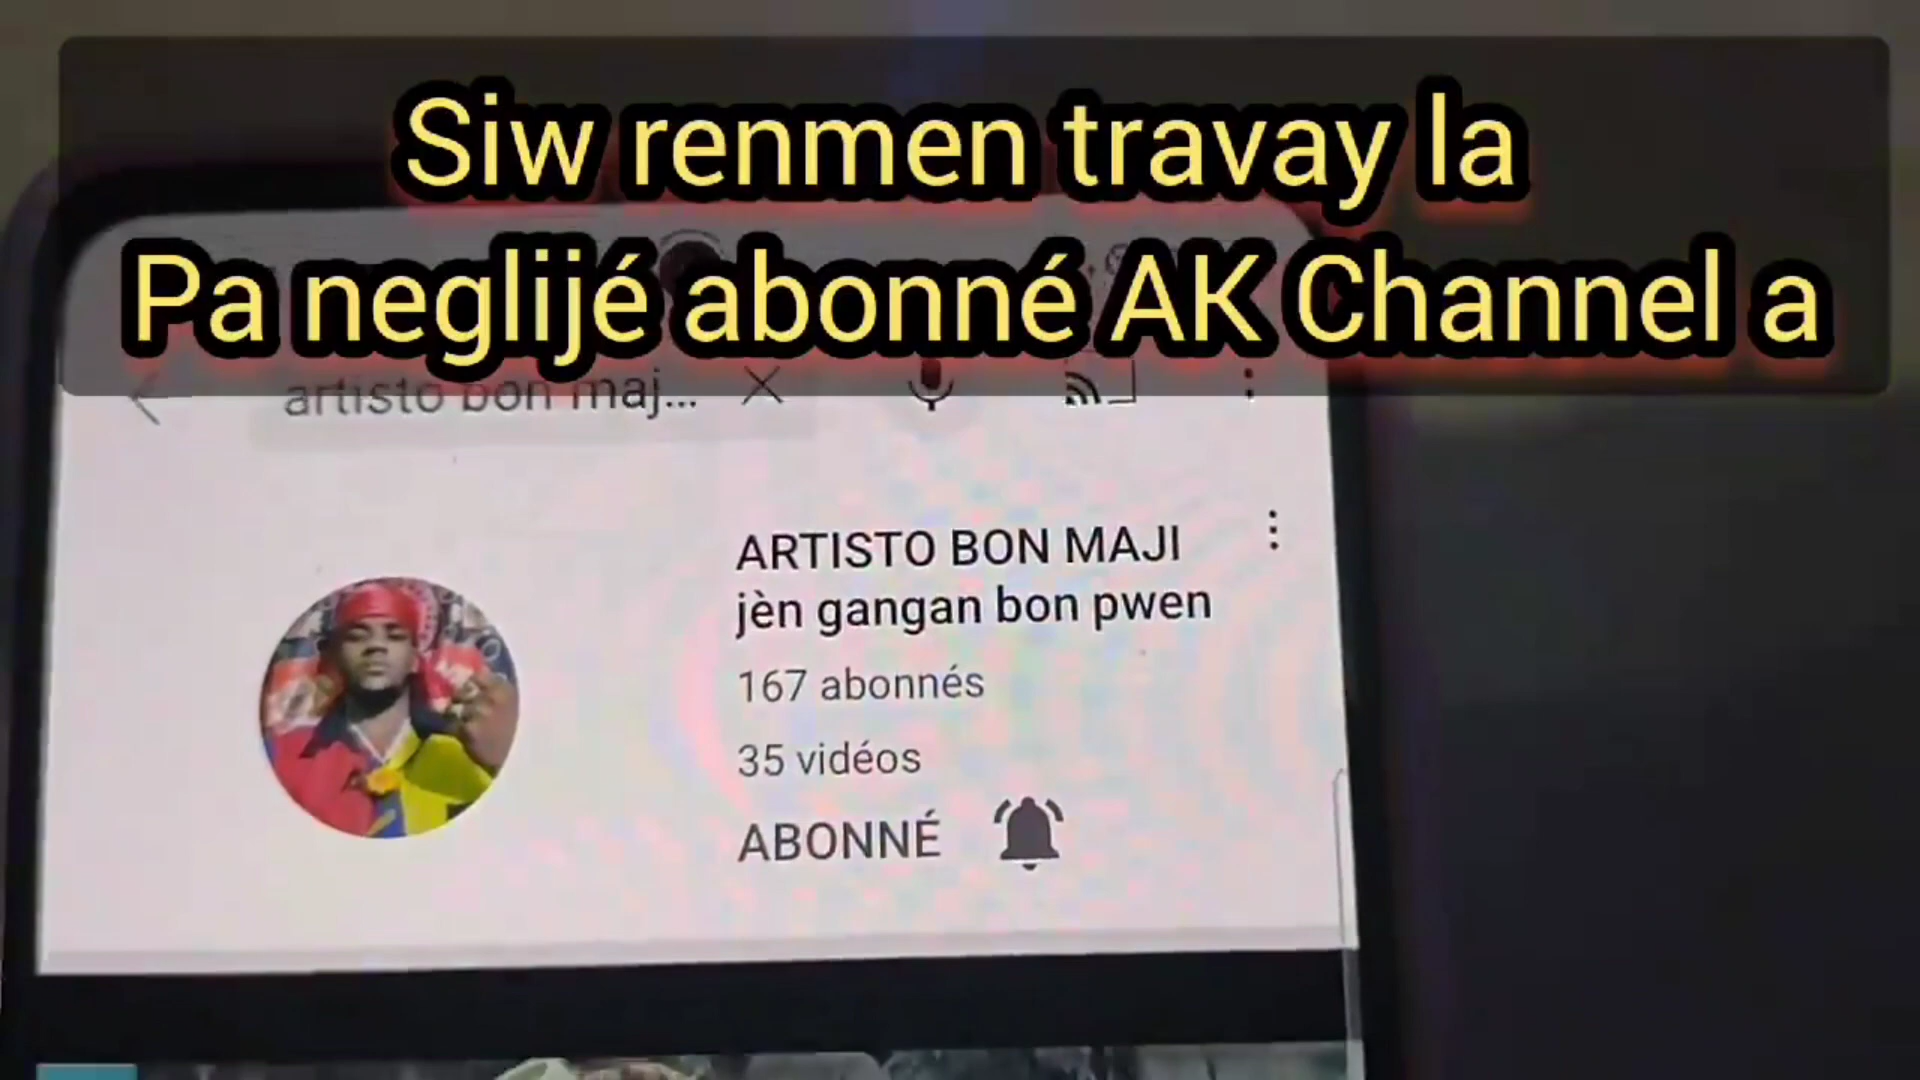 Siw renmen travay la
Pa neglijé abonné AK Channel a
artisto bon maj...
ARTISTO BON MAJI
jèn gangan bon pwen
167 abonnés
35 vidéos
ABONNÉ